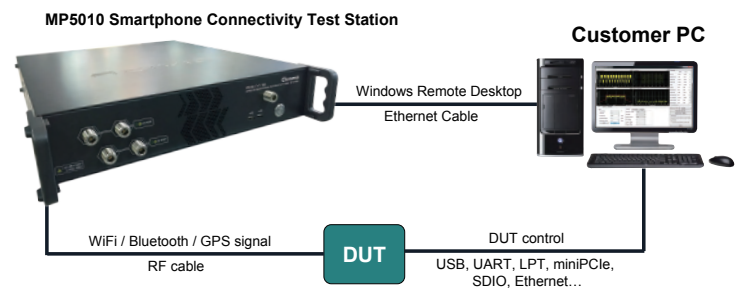 MP5010 Smartphone Connectivity Test Station
Customer PC
Windows Remote Desktop
Ethernet Cable
WiFi / Bluetooth / GPS signal
RF cable
DUT
DUT control
USB, UART, LPT, miniPCIe,
SDIO, Ethernet…